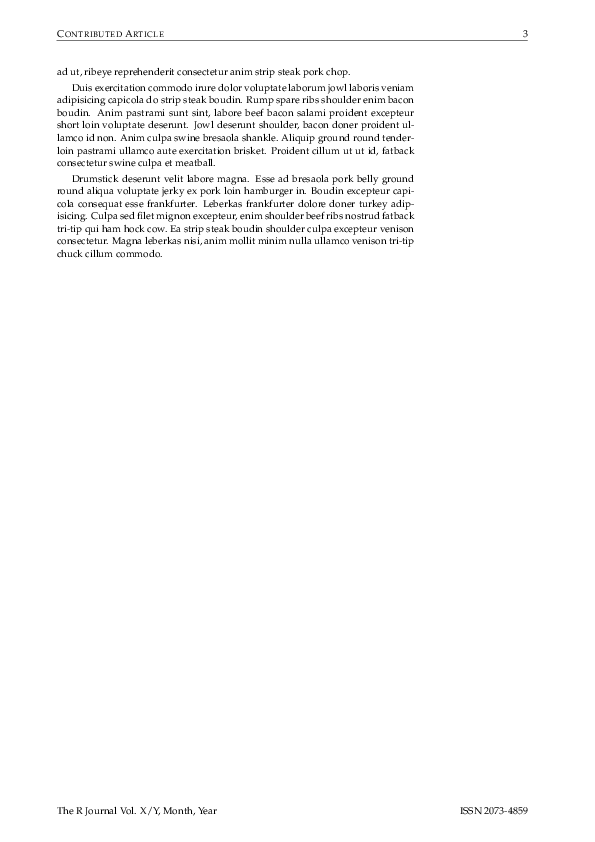 CONTRIBUTED ARTICLE 3
ad ut, ribeye reprehenderit consectetur anim strip steak pork chop.
Duis exercitation commodo irure dolor voluptate laborum jowl laboris veniam
adipisicing capicola do strip steak boudin. Rump spare ribs shoulder enim bacon
boudin. Anim pastrami sunt sint, labore beef bacon salami proident excepteur
short loin voluptate deserunt. Jowl deserunt shoulder, bacon doner proident ul-
lamco id non. Anim culpa swine bresaola shankle. Aliquip ground round tender-
loin pastrami ullamco aute exercitation brisket. Proident cillum ut ut id, fatback
consectetur swine culpa et meatball.
Drumstick deserunt velit labore magna. Esse ad bresaola pork belly ground
round aliqua voluptate jerky ex pork loin hamburger in. Boudin excepteur capi-
cola consequat esse frankfurter. Leberkas frankfurter dolore doner turkey adip-
isicing. Culpa sed filet mignon excepteur, enim shoulder beef ribs nostrud fatback
tri-tip qui ham hock cow. Ea strip steak boudin shoulder culpa excepteur venison
consectetur. Magna leberkas nisi, anim mollit minim nulla ullamco venison tri-tip
chuck cillum commodo.
The R Journal Vol. X/Y, Month, Year ISSN 2073-4859